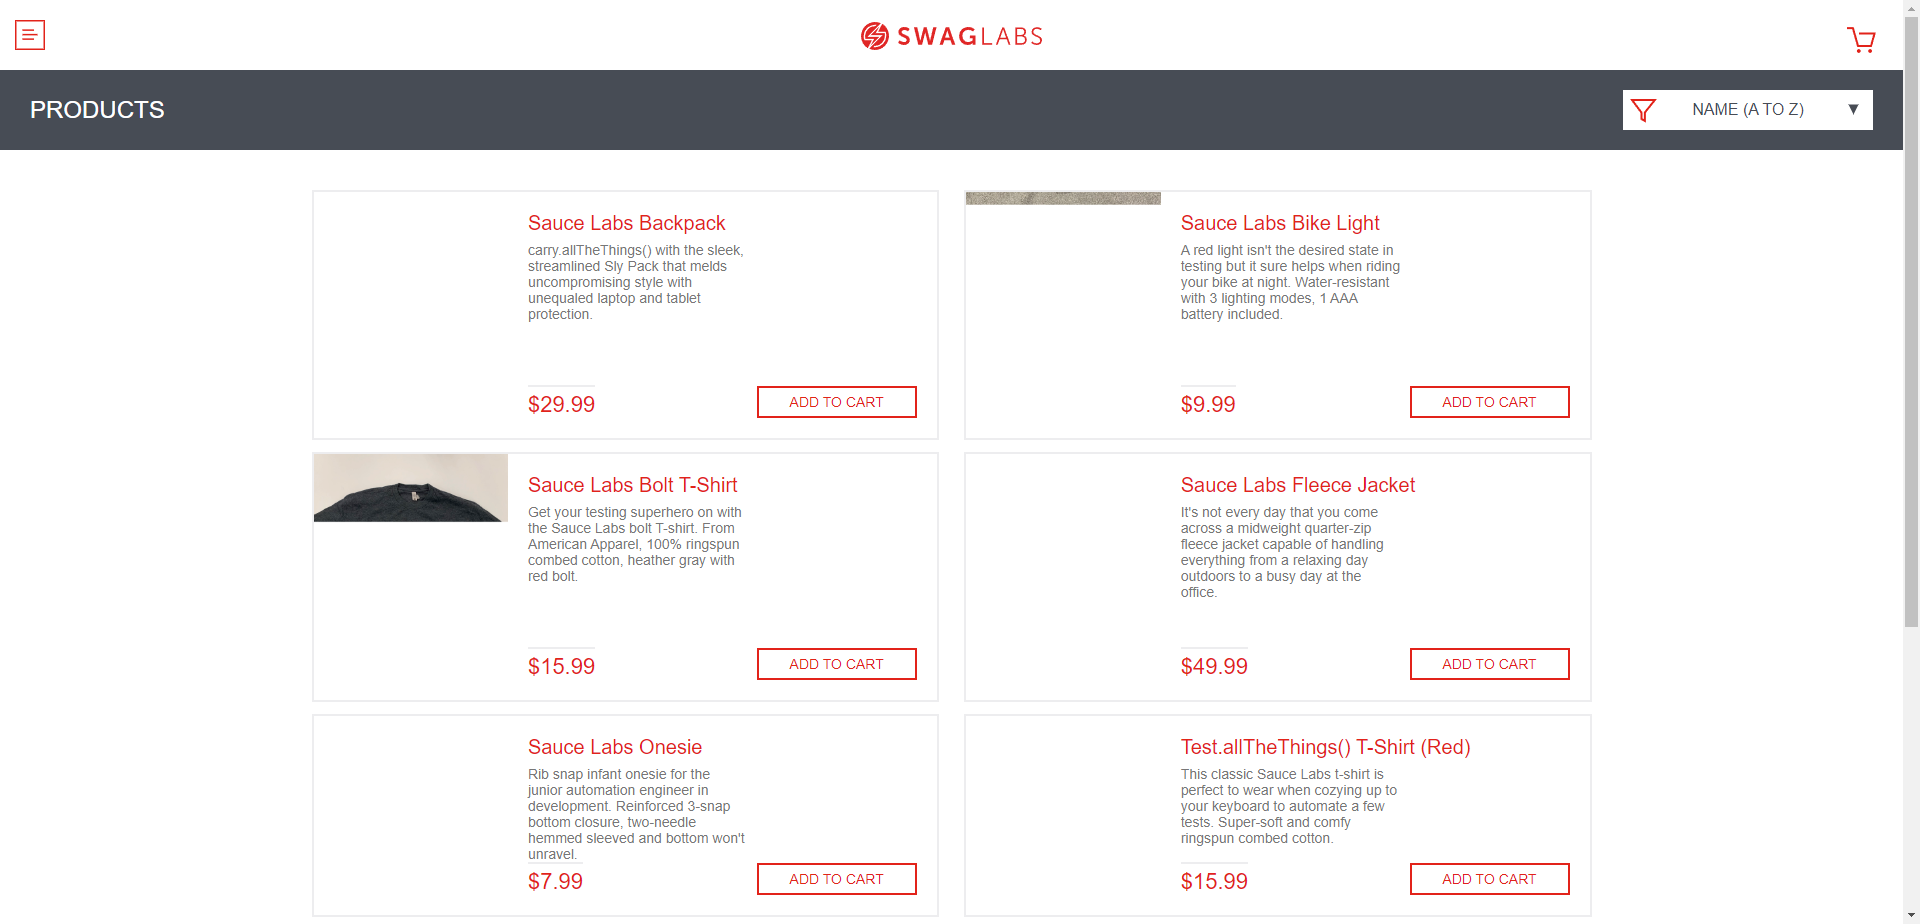 SWAGLABS
PRODUCTS
NAME (A TO Z)
Sauce Labs Backpack
carry.allTheThings() with the sleek,
streamlined Sly Pack that melds
uncompromising style with
unequaled laptop and tablet
protection.
$29.99
ADD TO CART
Sauce Labs Bike Light
A red light isn't the desired state in
testing but it sure helps when riding
your bike at night. Water-resistant
with 3 lighting modes, 1 AAA
battery included.
$9.99
ADD TO CART
Sauce Labs Bolt T-Shirt
Get your testing superhero on with
the Sauce Labs bolt T-shirt. From
American Apparel, 100% ringspun
combed cotton, heather gray with
red bolt.
$15.99
ADD TO CART
Sauce Labs Fleece Jacket
It's not every day that you come
across a midweight quarter-zip
fleece jacket capable of handling
everything from a relaxing day
outdoors to a busy day at the
office.
$49.99
ADD TO CART
Sauce Labs Onesie
Rib snap infant onesie for the
junior automation engineer in
development. Reinforced 3-snap
bottom closure, two-needle
hemmed sleeved and bottom won't
unravel.
$7.99
ADD TO CART
Test.allTheThings() T-Shirt (Red)
This classic Sauce Labs t-shirt is
perfect to wear when cozying up to
your keyboard to automate a few
tests. Super-soft and comfy
ringspun combed cotton.
$15.99
ADD TO CART